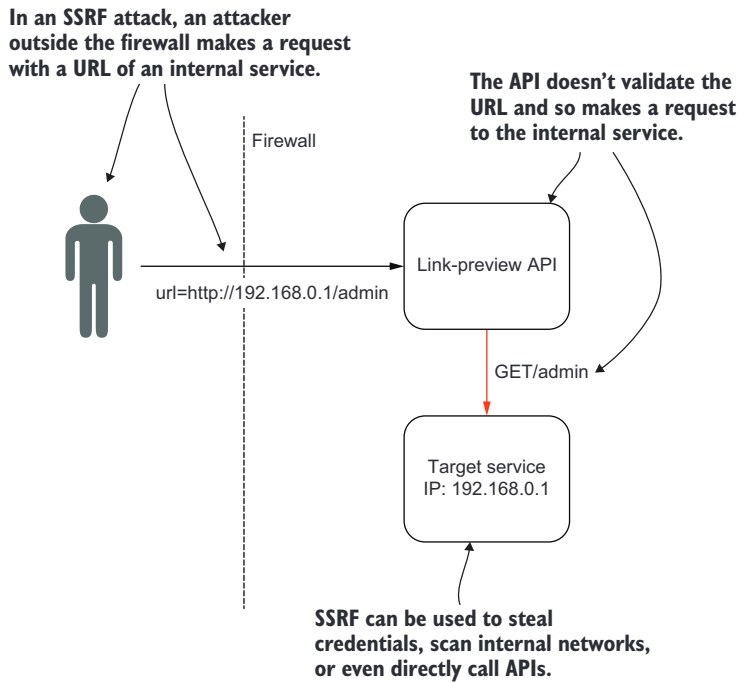 In an SSRF attack, an attacker
outside the firewall makes a request
with a URL of an internal service.
The API doesn't validate the
URL and so makes a request
to the internal service.
Firewall
Link-preview API
url=http://192.168.0.1/admin
GET/admin
Target service
IP: 192.168.0.1
SSRF can be used to steal
credentials, scan internal networks,
or even directly call APIs.